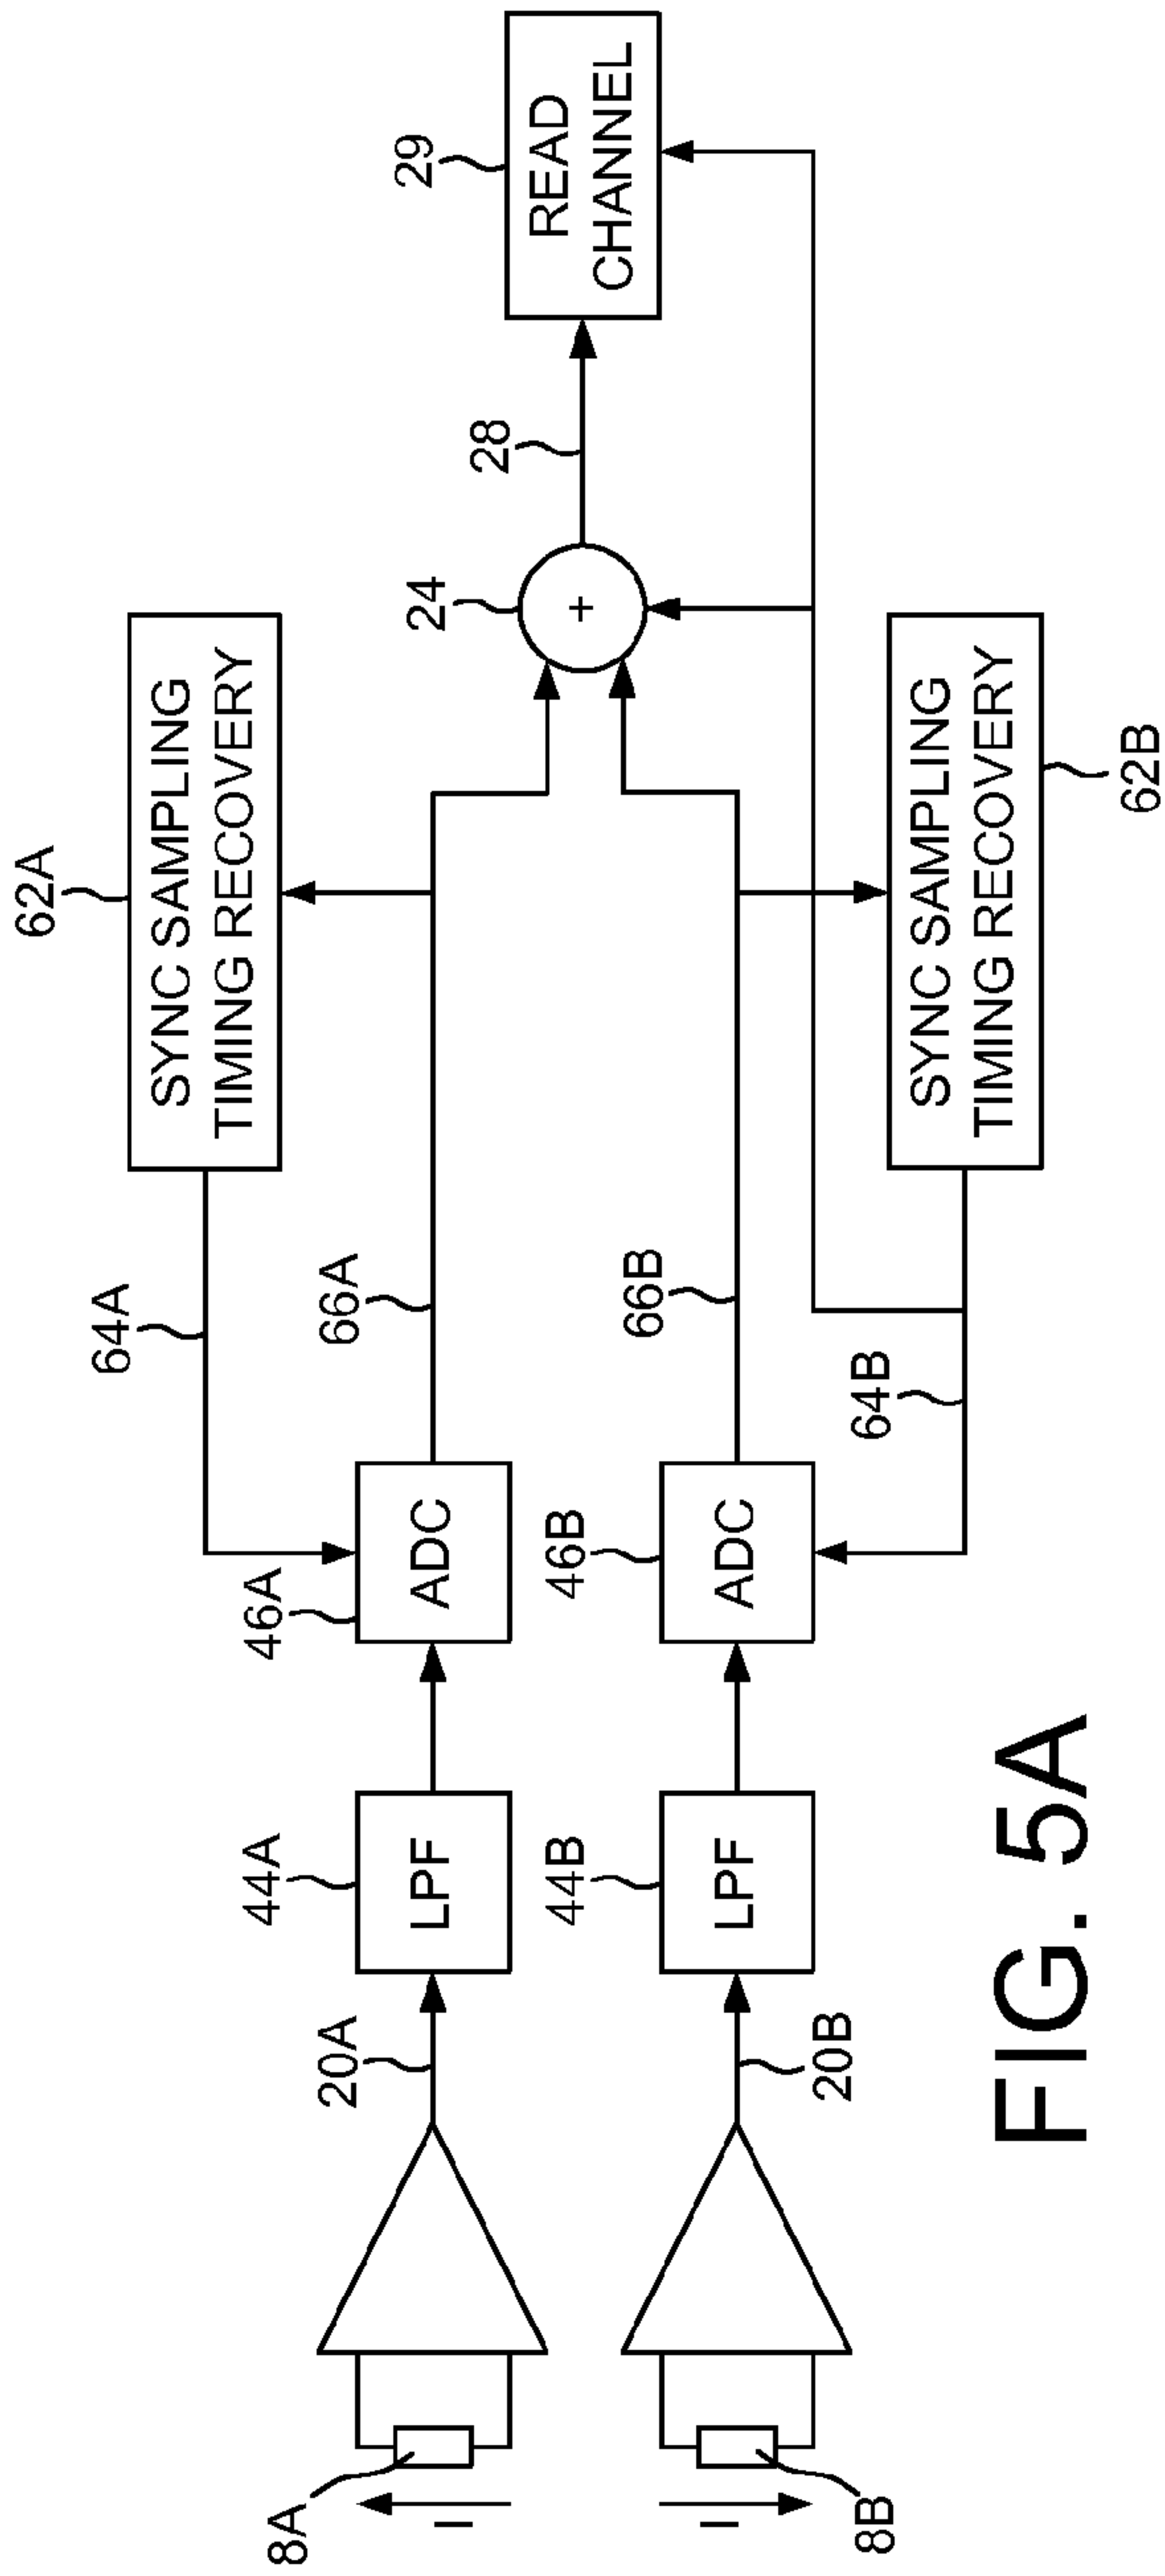 62A
SYNC SAMPLING
TIMING RECOVERY
64A
29
READ
CHANNEL
24
+
28
46A
ADC
66A
44A
LPF
20A
8A
I
46B
ADC
66B
44B
LPF
20B
8B
I
64B
SYNC SAMPLING
TIMING RECOVERY
62B
FIG. 5A